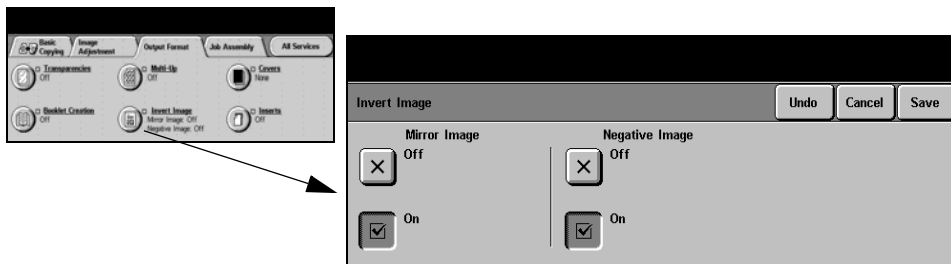 Basic Copying
Image Adjustment
Output Format
Job Assembly
All Services
Transparencies
Off
Multi-Up
Off
Covers
None
Booklet Creation
Off
Invert Image
Mirror Image: Off
Negative Image: Off
Inserts
Off
Invert Image
Undo
Cancel
Save
Mirror Image
Negative Image
Off
Off
On
On